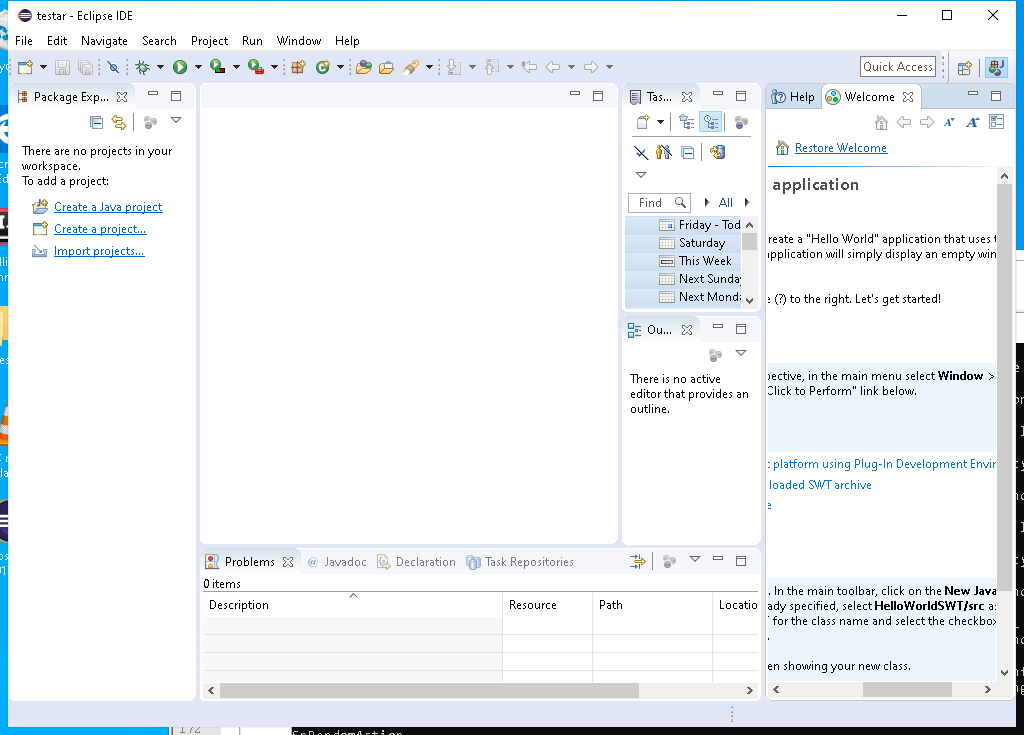 testar - Eclipse IDE
File Edit Navigate Search Project Run Window Help
Quick Access
Package Exp...
There are no projects in your
workspace.
To add a project:
Create a Java project
Create a project...
Import projects...
Tas...
Find
All
Friday - Tod
Saturday
This Week
Next Sunday
Next Monda
Ou...
There is no active
editor that provides an
outline.
Help Welcome
Restore Welcome
application
reate a "Hello World" application that uses t
application will simply display an empty win
e (?) to the right. Let's get started!
pective, in the main menu select Window >
Click to Perform" link below.
t platform using Plug-In Development Envir
loaded SWT archive
e
. In the main toolbar, click on the New Java
ady specified, select HelloWorldSWT/src as
for the class name and select the checkbox
en showing your new class.
Problems @ Javadoc Declaration Task Repositories
0 items
Description Resource Path Locatio
172
SpRandomAction